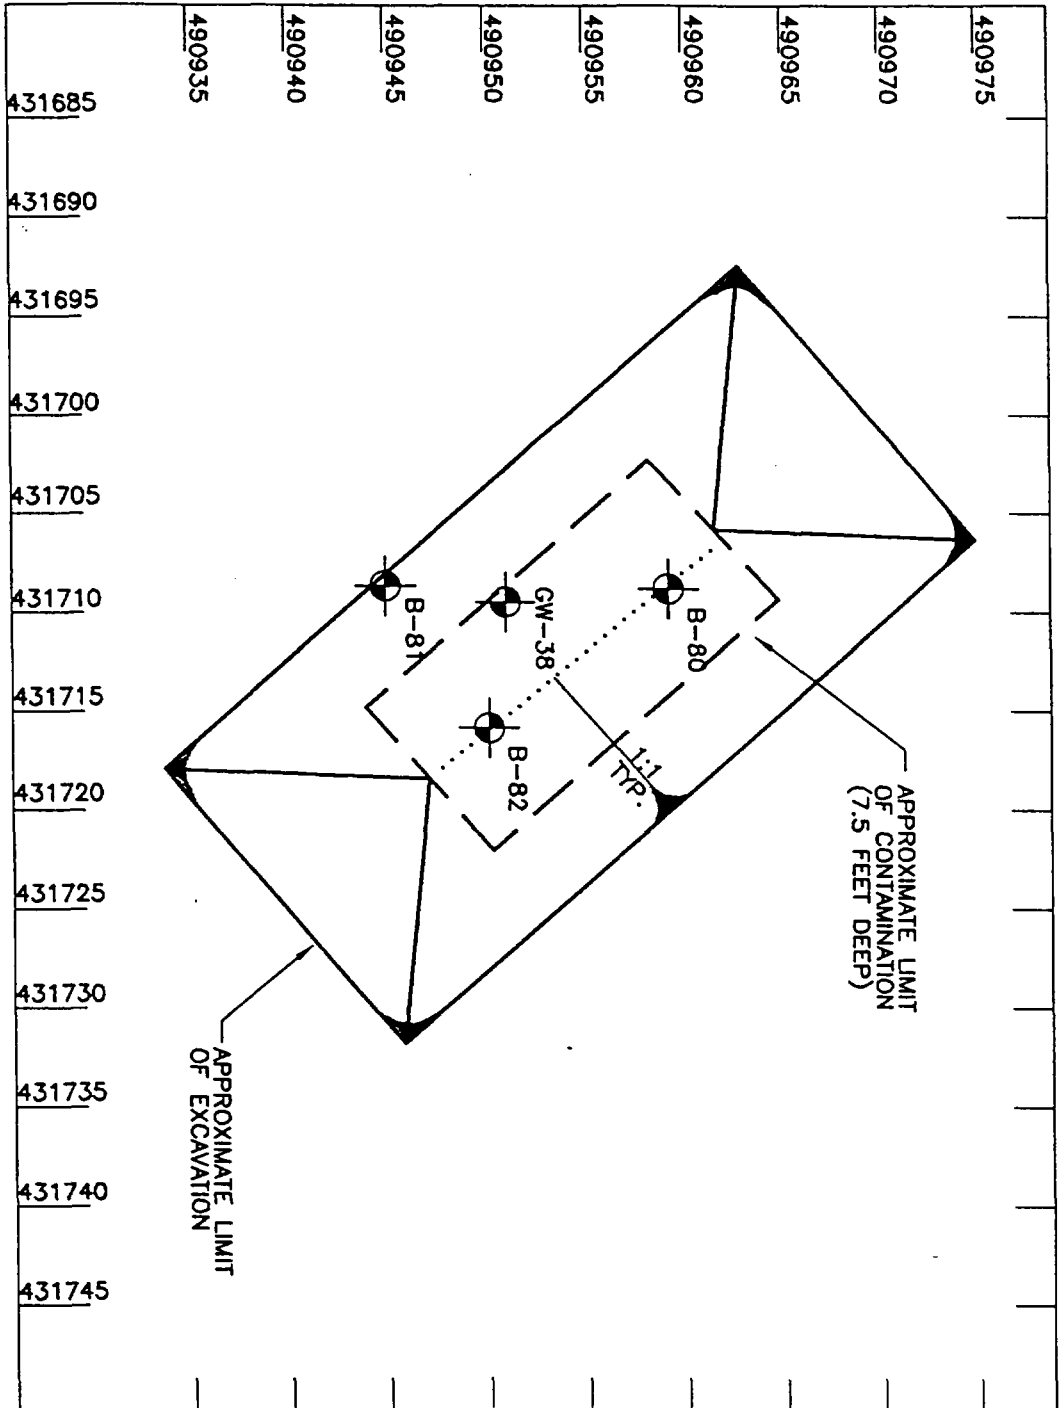 490935
490940
490945
490950
490955
490960
490965
490970
490975
431685
431690
431695
431700
431705
431710
431715
431720
431725
431730
431735
431740
431745
B-81
GW-38
B-80
B-82
1:1
TYP.
APPROXIMATE LIMIT
OF CONTAMINATION
(7.5 FEET DEEP)
APPROXIMATE LIMIT
OF EXCAVATION